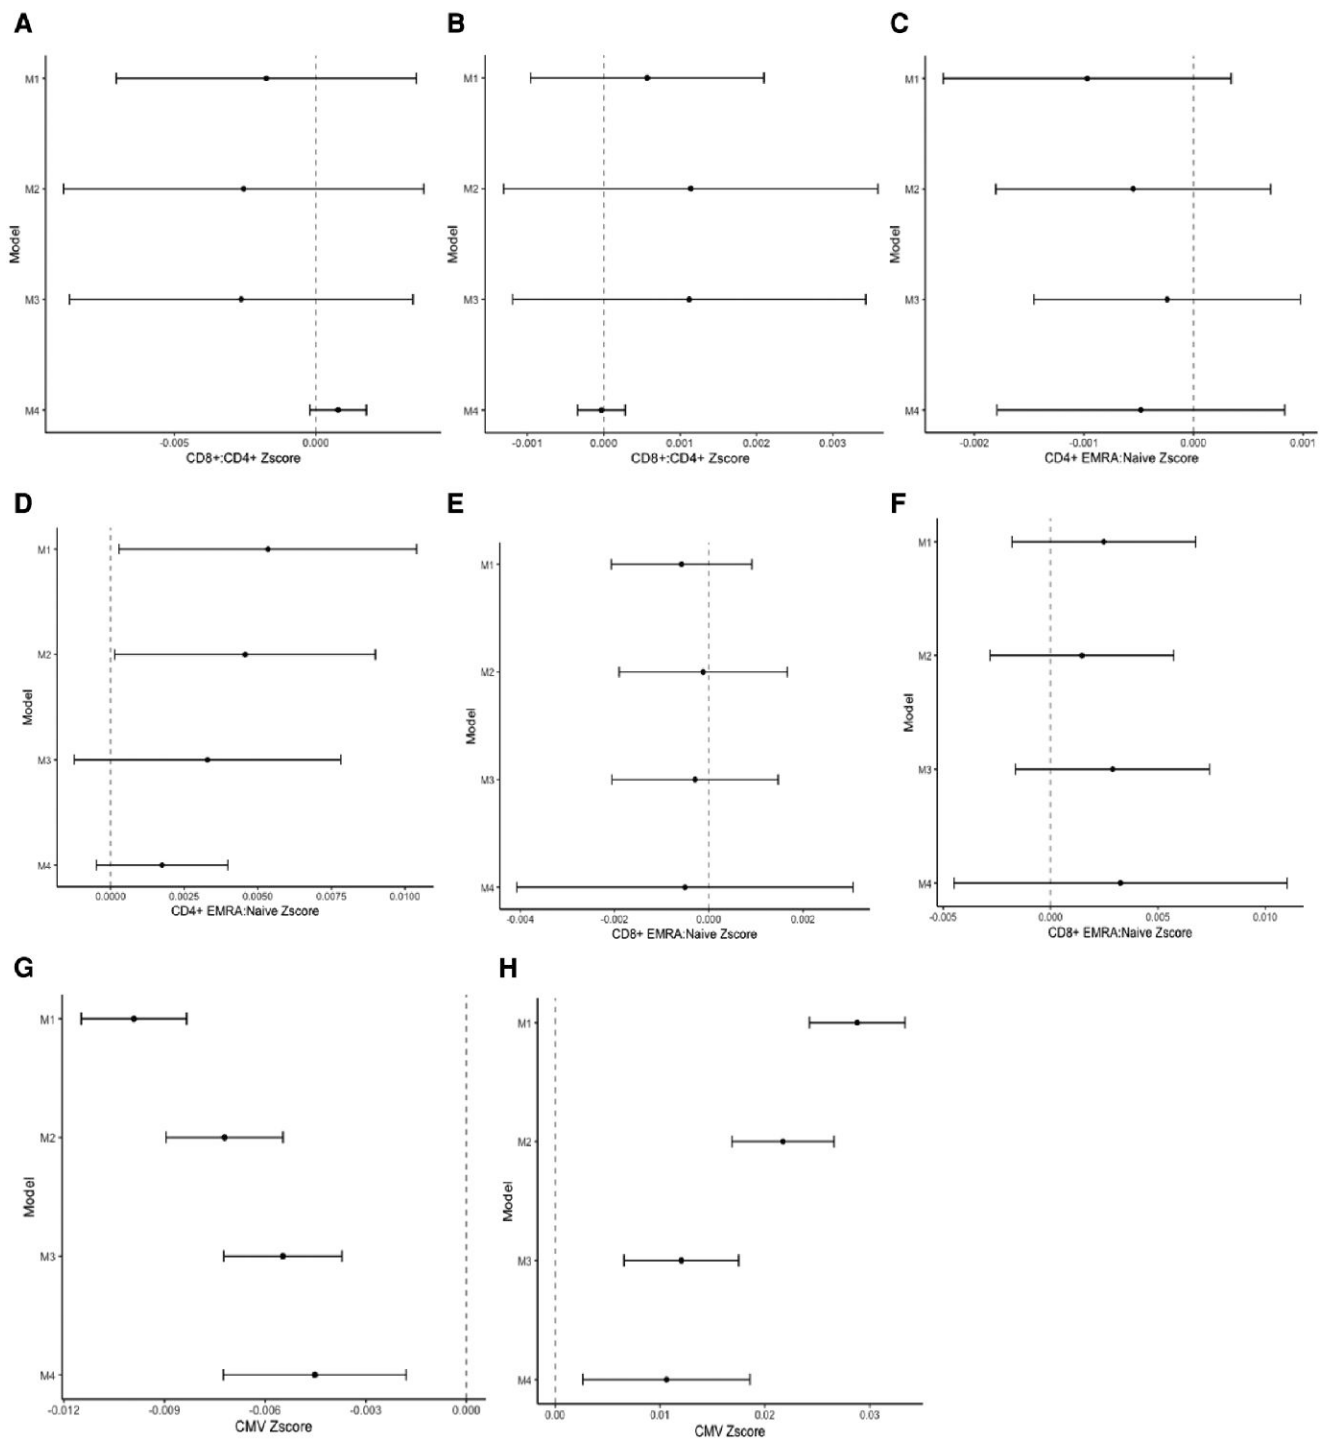 A
M1
M2
Model
M3
M4
-0.005 0.000
CD8+:CD4+ Zscore
B
M1
M2
Model
M3
M4
-0.001 0.000 0.001 0.002 0.003
CD8+:CD4+ Zscore
C
M1
M2
Model
M3
M4
-0.002 -0.001 0.000 0.001
CD4+ EMRA:Naive Zscore
D
M1
M2
Model
M3
M4
0.0000 0.0025 0.0050 0.0075 0.0100
CD4+ EMRA:Naive Zscore
E
M1
M2
Model
M3
M4
-0.004 -0.002 0.000 0.002
CD8+ EMRA:Naive Zscore
F
M1
M2
Model
M3
M4
-0.005 0.000 0.005 0.010
CD8+ EMRA:Naive Zscore
G
M1
M2
Model
M3
M4
-0.012 -0.009 -0.006 -0.003 0.000
CMV Zscore
H
M1
M2
Model
M3
M4
0.00 0.01 0.02 0.03
CMV Zscore